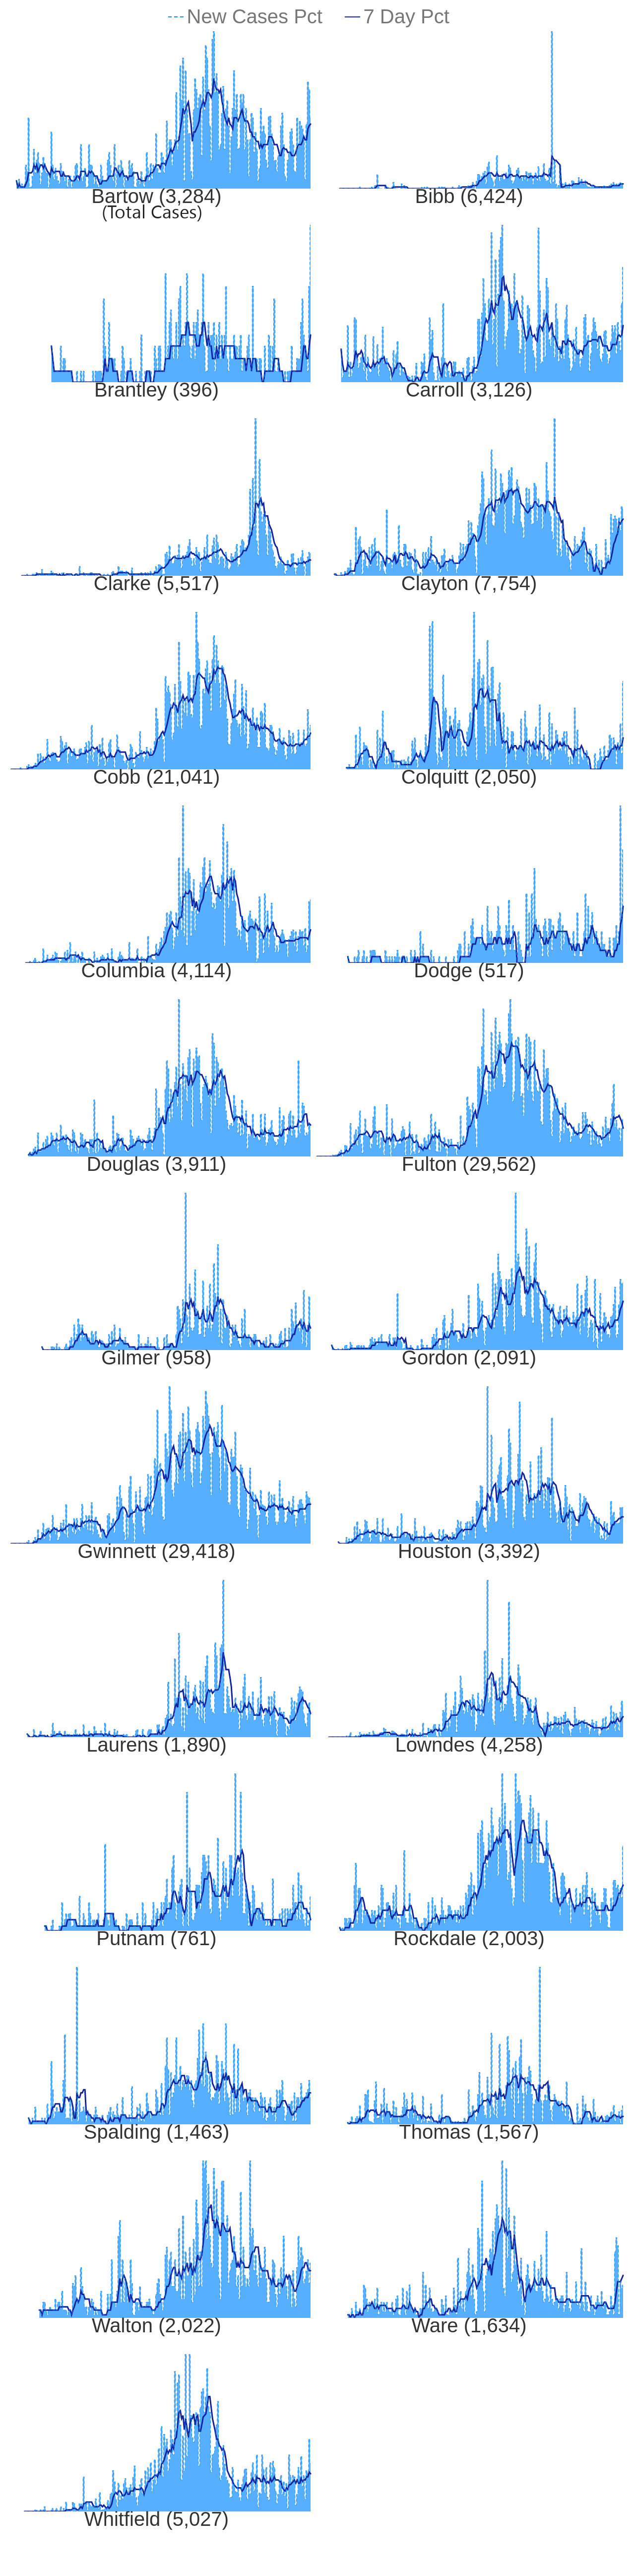 New Cases Pct 7 Day Pct
Bartow (3,284) Bibb (6,424)
(Total Cases)
Brantley (396) Carroll (3,126)
Clarke (5,517) Clayton (7,754)
Cobb (21,041) Colquitt (2,050)
Columbia (4,114) Dodge (517)
Douglas (3,911) Fulton (29,562)
Gilmer (958) Gordon (2,091)
Gwinnett (29,418) Houston (3,392)
Laurens (1,890) Lowndes (4,258)
Putnam (761) Rockdale (2,003)
Spalding (1,463) Thomas (1,567)
Walton (2,022) Ware (1,634)
Whitfield (5,027)